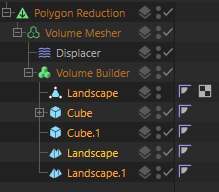 Polygon Reduction
Volume Mesher
Displacer
Volume Builder
Landscape
Cube
Cube.1
Landscape
Landscape.1